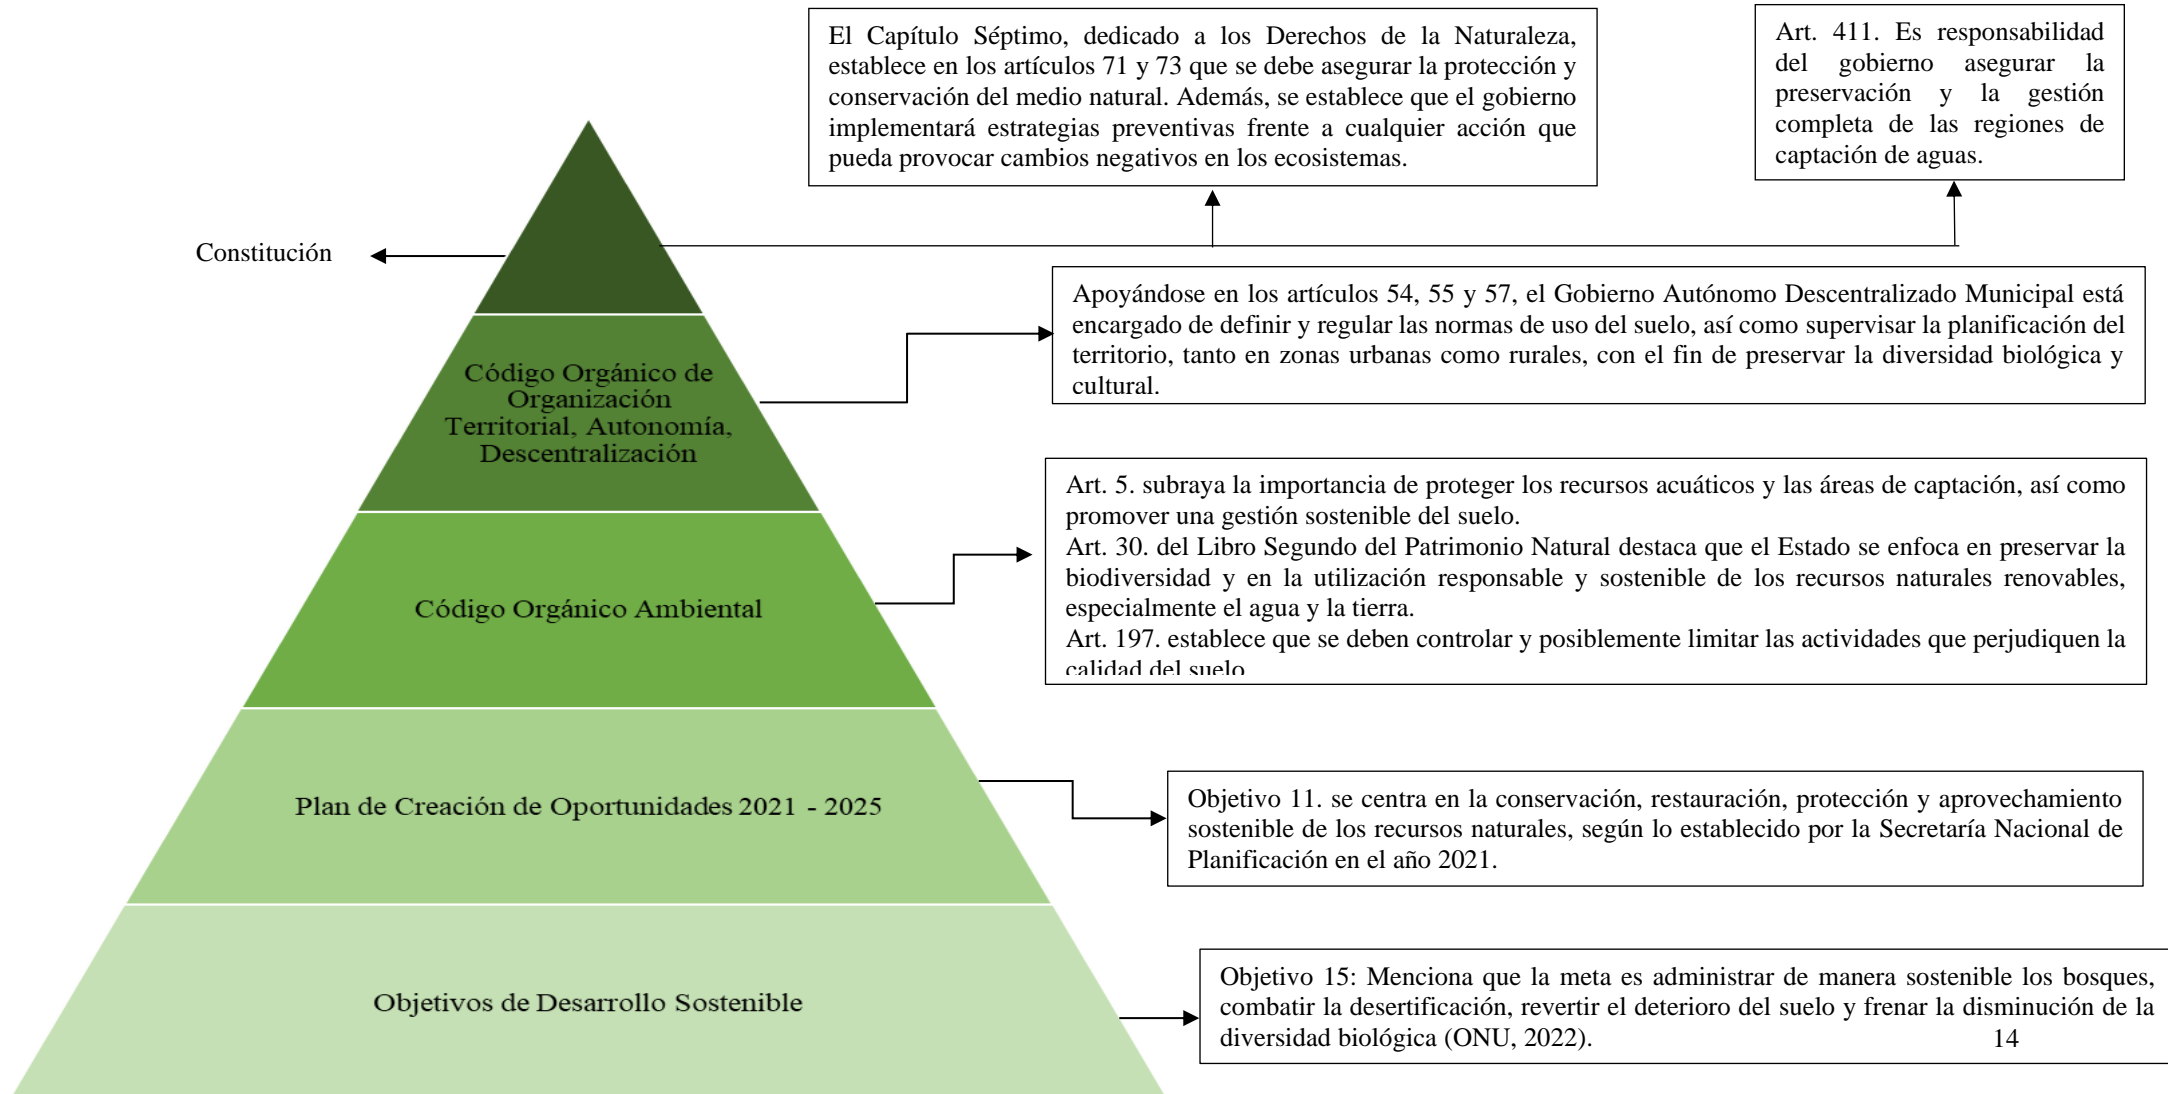 El Capítulo Séptimo, dedicado a los Derechos de la Naturaleza,
establece en los artículos 71 y 73 que se debe asegurar la protección y
conservación del medio natural. Además, se establece que el gobierno
implementará estrategias preventivas frente a cualquier acción que
pueda provocar cambios negativos en los ecosistemas.
Art. 411. Es responsabilidad
del gobierno asegurar la
preservación y la gestión
completa de las regiones de
captación de aguas.
Constitución
Apoyándose en los artículos 54, 55 y 57, el Gobierno Autónomo Descentralizado Municipal está
encargado de definir y regular las normas de uso del suelo, así como supervisar la planificación del
territorio, tanto en zonas urbanas como rurales, con el fin de preservar la diversidad biológica y
cultural.
Código Orgánico de
Organización
Territorial, Autonomía,
Descentralización
Art. 5. subraya la importancia de proteger los recursos acuáticos y las áreas de captación, así como
promover una gestión sostenible del suelo.
Art. 30. del Libro Segundo del Patrimonio Natural destaca que el Estado se enfoca en preservar la
biodiversidad y en la utilización responsable y sostenible de los recursos naturales renovables,
especialmente el agua y la tierra.
Art. 197. establece que se deben controlar y posiblemente limitar las actividades que perjudiquen la
calidad del suelo
Código Orgánico Ambiental
Plan de Creación de Oportunidades 2021 - 2025
Objetivo 11. se centra en la conservación, restauración, protección y aprovechamiento
sostenible de los recursos naturales, según lo establecido por la Secretaría Nacional de
Planificación en el año 2021.
Objetivos de Desarrollo Sostenible
Objetivo 15: Menciona que la meta es administrar de manera sostenible los bosques,
combatir la desertificación, revertir el deterioro del suelo y frenar la disminución de la
diversidad biológica (ONU, 2022).
14